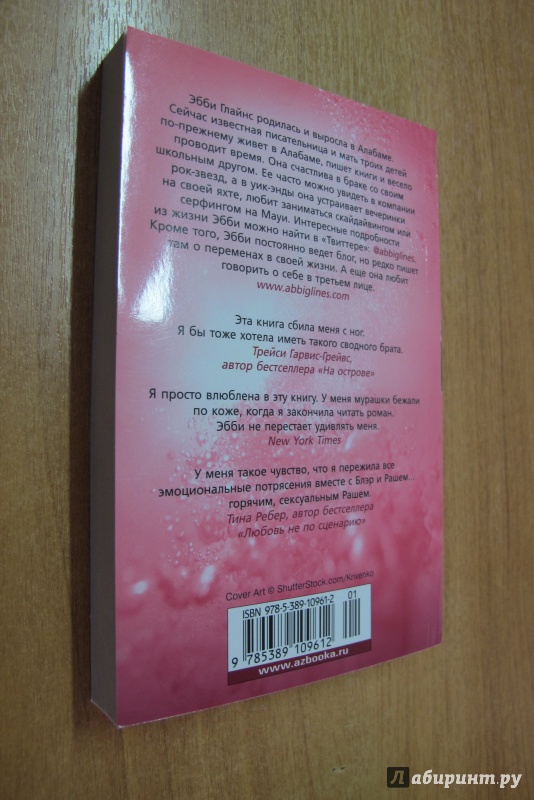 Эбби Глайнс родилась и выросла в Алабаме.
Сейчас известная писательница и мать троих детей
по-прежнему живет в Алабаме, пишет книги и весело
проводит время. Она счастлива в браке со своим
школьным другом. Ее часто можно увидеть в компании
рок-звезд, а в уик-энды она устраивает вечеринки
на своей яхте, любит заниматься скайдайвингом или
серфингом на Мауи. Интересные подробности
из жизни Эбби можно найти в «Твиттере»: @abbiglines.
Кроме того, Эбби постоянно ведет блог, но редко пишет
там о переменах в своей жизни. А еще она любит
говорить о себе в третьем лице.
www.abbiglines.com
Эта книга сбила меня с ног.
Я бы тоже хотела иметь такого сводного брата.
Трейси Гарвис-Грейвс,
автор бестселлера «На острове»
Я просто влюблена в эту книгу. У меня мурашки бежали
по коже, когда я закончила читать роман.
Эбби не перестает удивлять меня.
New York Times
У меня такое чувство, что я пережила все
эмоциональные потрясения вместе с Блэр и Рашем...
горячим, сексуальным Рашем.
Тина Ребер, автор бестселлера
«Любовь не по сценарию»
Cover Art © ShutterStock.com/Knienko
ISBN 978-5-389-10961-2
01
9 785389 109612
www.azbooka.ru
Лабиринт.ру